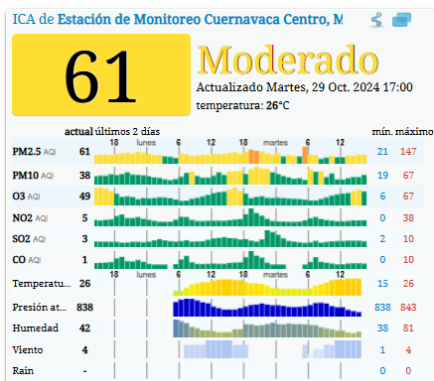 ICA de Estación de Monitoreo Cuernavaca Centro, M
61
Moderado
Actualizado Martes, 29 Oct. 2024 17:00
temperatura: 26°C
actual últimos 2 días mín. máximo
18 lunes 6 12 18 martes 6 12
PM2.5 AQI 61 21 147
PM10 AQI 38 19 67
O3 AQI 49 6 67
NO2 AQI 5 0 38
SO2 AQI 3 2 10
CO AQI 1 0 10
18 lunes 6 12 18 martes 6 12
Temperatu... 26 15 26
Presión at... 838 838 843
Humedad 42 38 81
Viento 4 1 4
Rain - 0 0